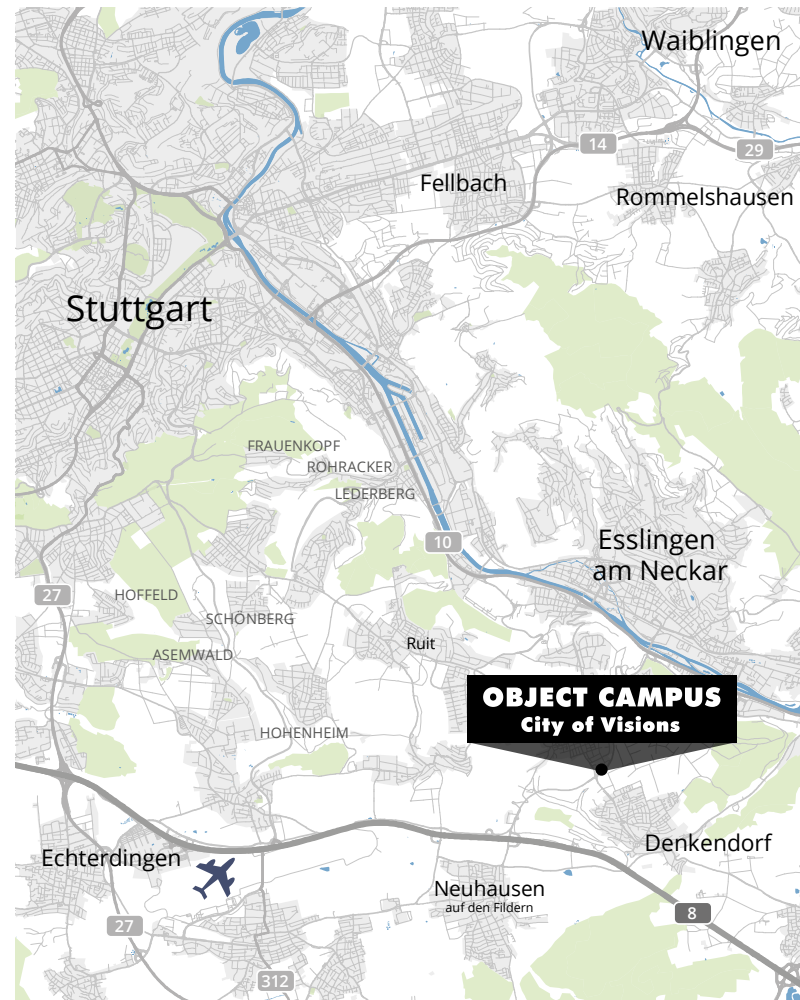 Waiblingen
14
29
Fellbach
Rommelshausen
Stuttgart
FRAUENKOPF
ROHRACKER
LEDERBERG
10
Esslingen
am Neckar
27
HOFFELD
SCHÖNBERG
Ruit
ASEMWALD
OBJECT CAMPUS
City of Visions
HOHENHEIM
Denkendorf
Echterdingen
Neuhausen
auf den Fildern
8
27
312